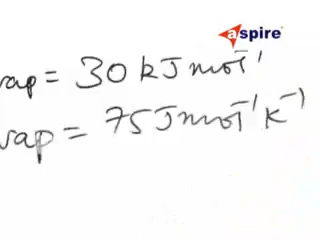 aspire
vap = 30 kJ mol⁻¹
vap = 75 J mol⁻¹ k⁻¹